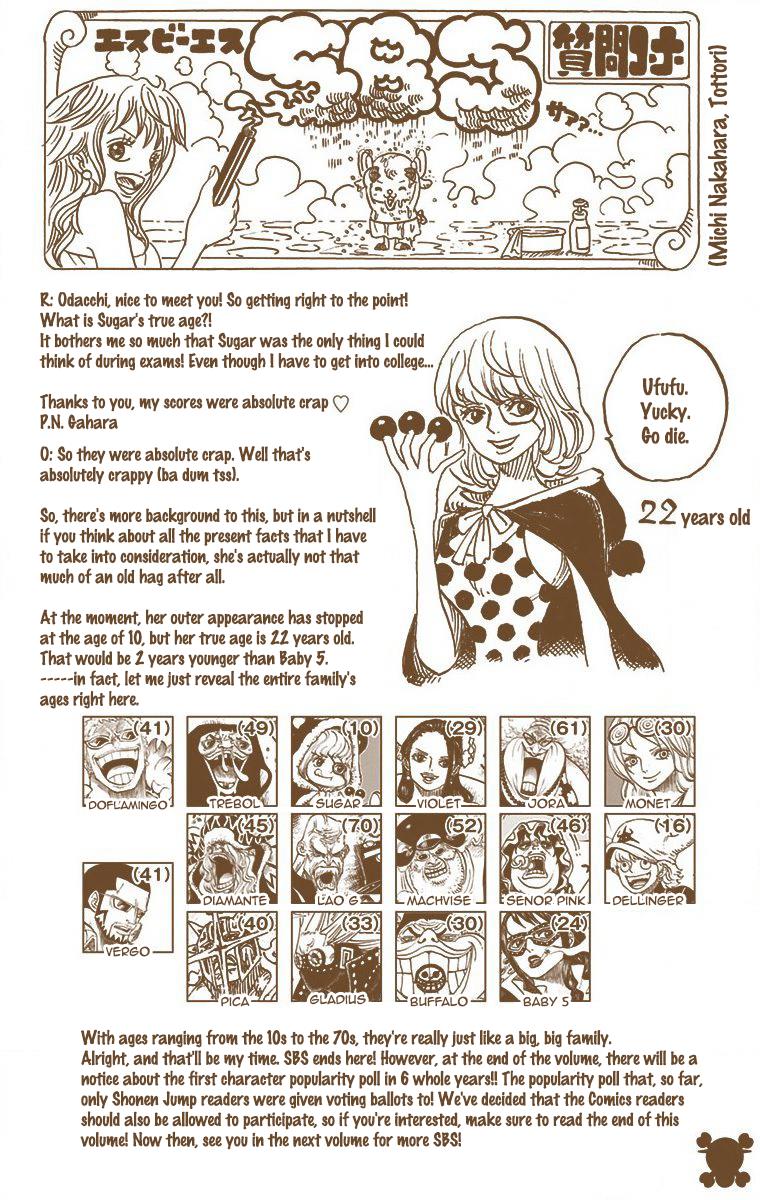 エスビーエス
SBS
質問コーナー
サアア…
(Michi Nakahara, Tottori)
R: Odacchi, nice to meet you! So getting right to the point!
What is Sugar's true age?!
It bothers me so much that Sugar was the only thing I could
think of during exams! Even though I have to get into college...
Thanks to you, my scores were absolute crap ♡
P.N. Gahara
O: So they were absolute crap. Well that's
absolutely crappy (ba dum tss).
So, there's more background to this, but in a nutshell
if you think about all the present facts that I have
to take into consideration, she's actually not that
much of an old hag after all.
At the moment, her outer appearance has stopped
at the age of 10, but her true age is 22 years old.
That would be 2 years younger than Baby 5.
-----in fact, let me just reveal the entire family's
ages right here.
Ufufu.
Yucky.
Go die.
22 years old
(41)
DOFLAMINGO
(49)
TREBOL
(10)
SUGAR
(29)
VIOLET
(61)
JORA
(30)
MONET
(41)
VERGO
(45)
DIAMANTE
(70)
LAO G
(52)
MACHVISE
(46)
SENOR PINK
(16)
DELLINGER
(40)
PICA
(33)
GLADIUS
(30)
BUFFALO
(24)
BABY 5
With ages ranging from the 10s to the 70s, they're really just like a big, big family.
Alright, and that'll be my time. SBS ends here! However, at the end of the volume, there will be a
notice about the first character popularity poll in 6 whole years!! The popularity poll that, so far,
only Shonen Jump readers were given voting ballots to! We've decided that the Comics readers
should also be allowed to participate, so if you're interested, make sure to read the end of this
volume! Now then, see you in the next volume for more SBS!